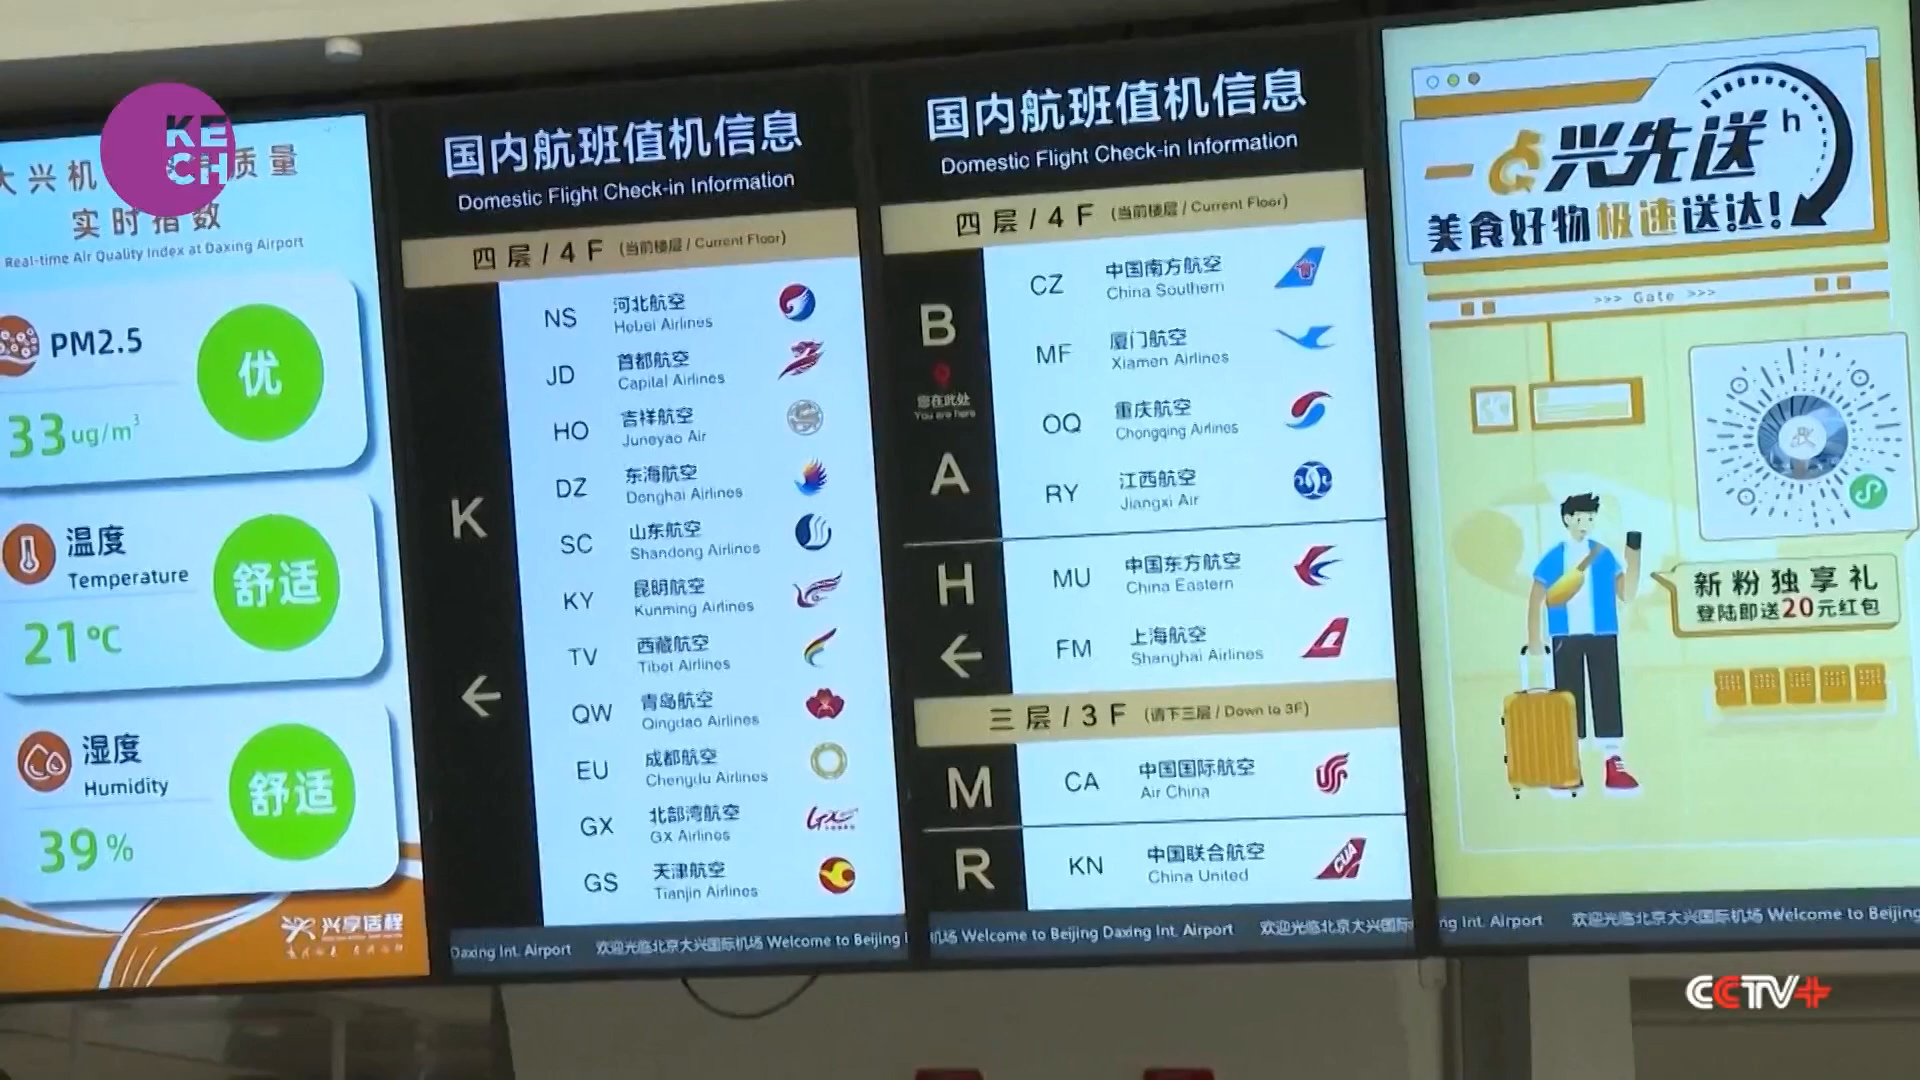 KE
CH
大兴机
质量
实时指数
Real-time Air Quality Index at Daxing Airport
PM2.5
优
33 ug/m³
温度
Temperature
舒适
21℃
湿度
Humidity
舒适
39%
兴享适程
国内航班值机信息
Domestic Flight Check-in Information
四层/4F (当前楼层/Current Floor)
K
←
NS 河北航空
Hebei Airlines
JD 首都航空
Capital Airlines
HO 吉祥航空
Juneyao Air
DZ 东海航空
Donghai Airlines
SC 山东航空
Shandong Airlines
KY 昆明航空
Kunming Airlines
TV 西藏航空
Tibet Airlines
QW 青岛航空
Qingdao Airlines
EU 成都航空
Chengdu Airlines
GX 北部湾航空
GX Airlines
GS 天津航空
Tianjin Airlines
Daxing Int. Airport 欢迎光临北京大兴国际机场 Welcome to Beijing
国内航班值机信息
Domestic Flight Check-in Information
四层/4F (当前楼层/Current Floor)
B
您在此处
You are here
A
CZ 中国南方航空
China Southern
MF 厦门航空
Xiamen Airlines
OQ 重庆航空
Chongqing Airlines
RY 江西航空
Jiangxi Air
H
←
MU 中国东方航空
China Eastern
FM 上海航空
Shanghai Airlines
三层/3F (请下三层/Down to 3F)
M
CA 中国国际航空
Air China
R
KN 中国联合航空
China United
CUA
机场 Welcome to Beijing Daxing Int. Airport 欢迎光临北京大兴国际
一点兴先送 h
美食好物极速送达!
>>> Gate >>>
新粉独享礼
登陆即送20元红包
ng Int. Airport 欢迎光临北京大兴国际机场 Welcome to Beijing
CCTV+